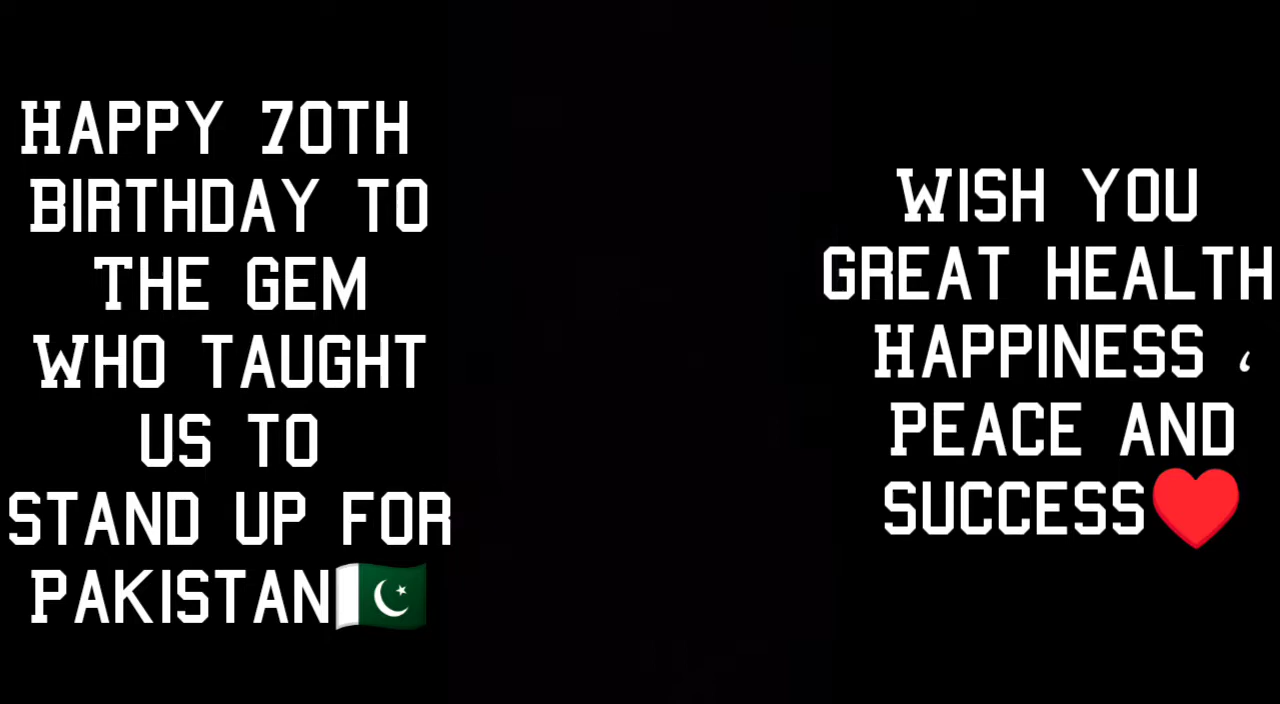 HAPPY 70TH
BIRTHDAY TO
THE GEM
WHO TAUGHT
US TO
STAND UP FOR
PAKISTAN🇵🇰
WISH YOU
GREAT HEALTH
HAPPINESS ،
PEACE AND
SUCCESS❤️